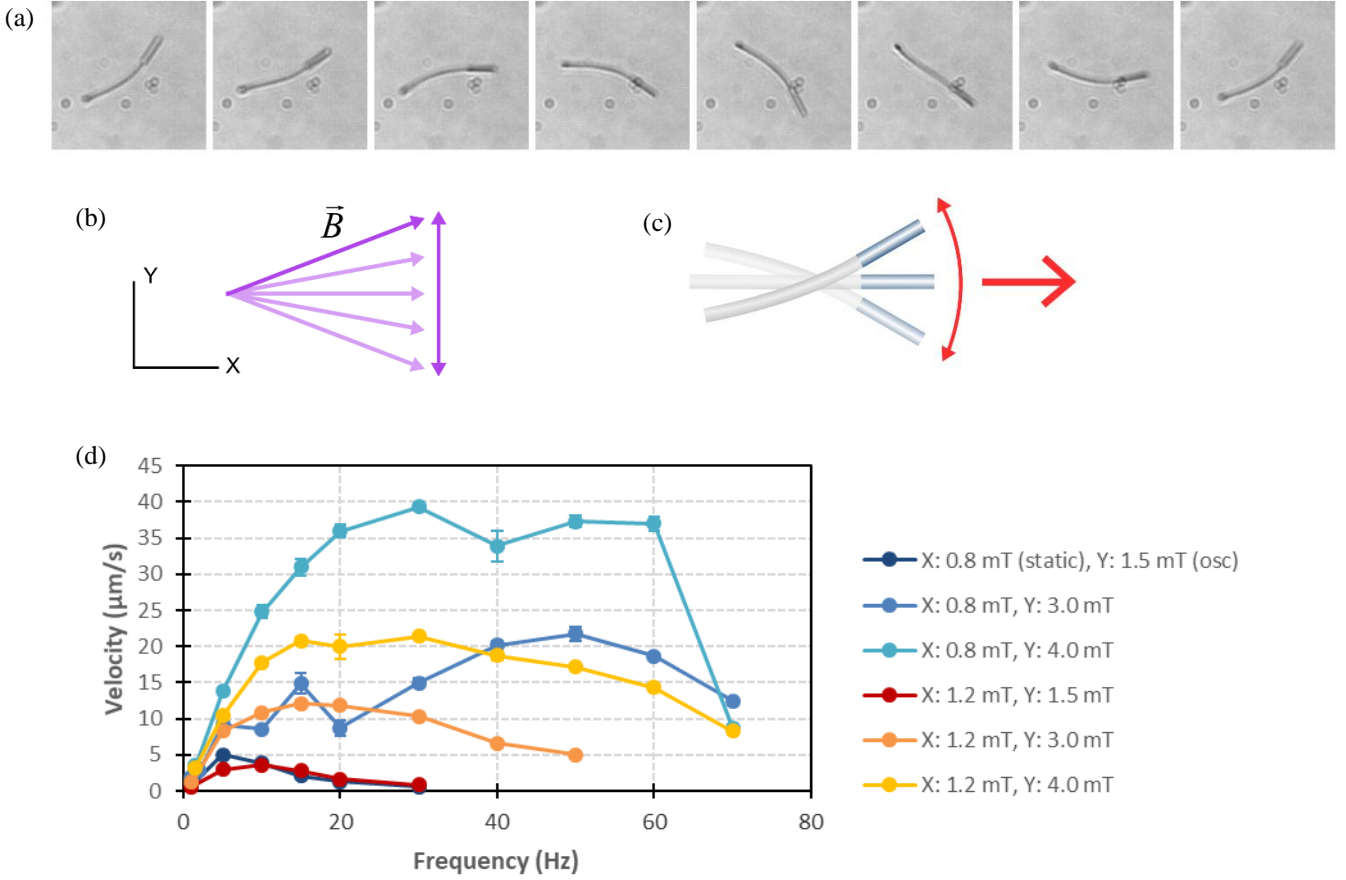 (a)
(b)
B
Y
X
(c)
(d)
45
40
35
30
25
20
15
10
5
0
Velocity (µm/s)
0
20
40
60
80
Frequency (Hz)
X: 0.8 mT (static), Y: 1.5 mT (osc)
X: 0.8 mT, Y: 3.0 mT
X: 0.8 mT, Y: 4.0 mT
X: 1.2 mT, Y: 1.5 mT
X: 1.2 mT, Y: 3.0 mT
X: 1.2 mT, Y: 4.0 mT